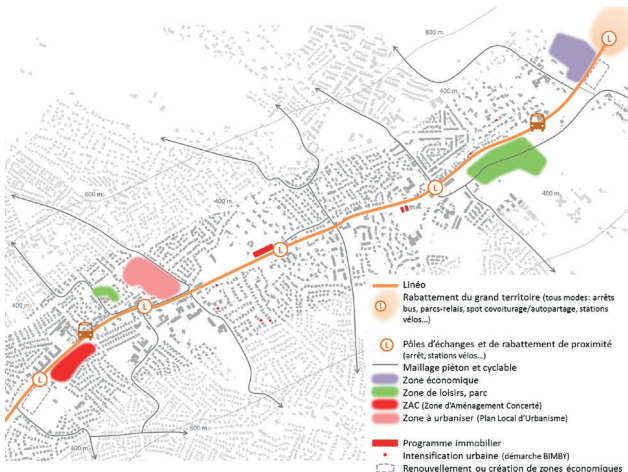 800 m.
L
400 m.
800 m.
400 m.
L
400 m.
800 m.
400 m.
L
L
400 m.
L
800 m.
400 m.
Linéo
Rabattement du grand territoire (tous modes: arrêts
L
bus, parcs-relais, spot covoiturage/autopartage, stations
vélos...)
L
Pôles d'échanges et de rabattement de proximité
(arrêt, stations vélos...)
Maillage piéton et cyclable
Zone économique
Zone de loisirs, parc
ZAC (Zone d'Aménagement Concerté)
Zone à urbaniser (Plan Local d'Urbanisme)
Programme immobilier
Intensification urbaine (démarche BIMBY)
Renouvellement ou création de zones économiques